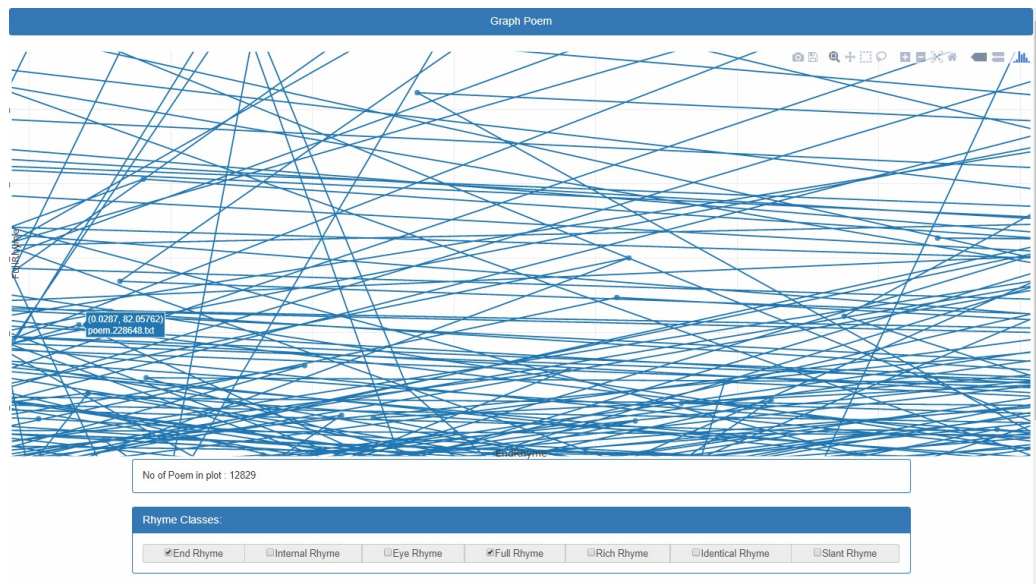 Graph Poem
(0.0287, 82.05762)
poem.228648.txt
EndRhyme
No of Poem in plot : 12829
Rhyme Classes:
End Rhyme Internal Rhyme Eye Rhyme Full Rhyme Rich Rhyme Identical Rhyme Slant Rhyme